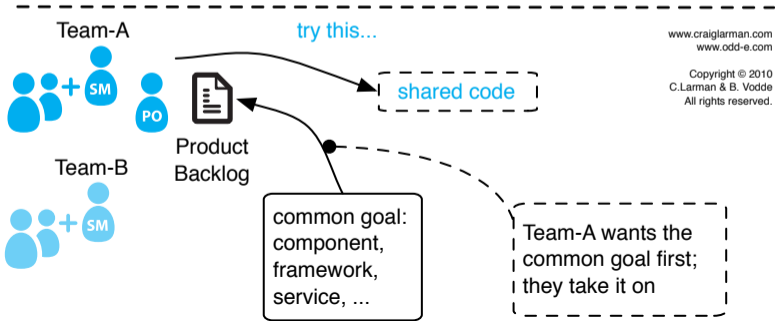 Team-A
try this...
www.craiglarman.com
www.odd-e.com
Copyright © 2010
C.Larman & B. Vodde
All rights reserved.
+ SM
PO
shared code
Product
Backlog
Team-B
+ SM
common goal:
component,
framework,
service, ...
Team-A wants the
common goal first;
they take it on